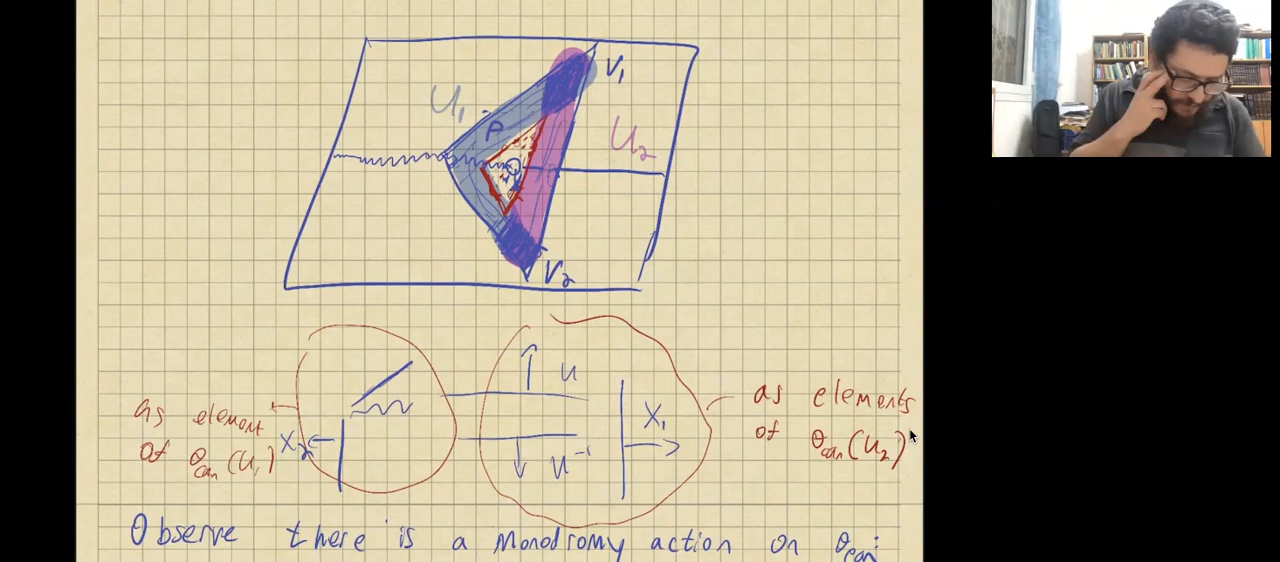 V₁
U₁
P
U₂
V₂
u
as elements
of θcan(U₂)
X₁
as element
of θcan(U₁)
X₂
u⁻¹
Observe there is a monodromy action on θcan: